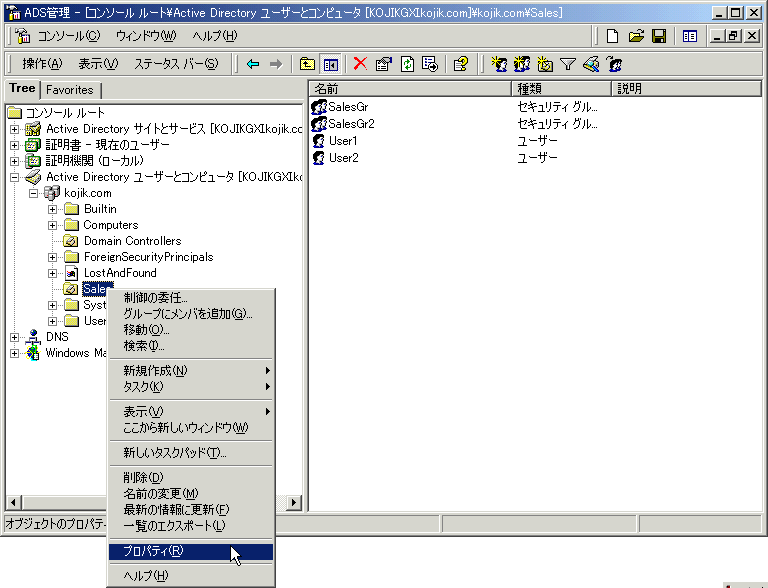 ADS管理 - [コンソール ルート¥Active Directory ユーザーとコンピュータ [KOJIKGXI.kojik.com]¥kojik.com¥Sales]
コンソール(C) ウィンドウ(W) ヘルプ(H)
操作(A) 表示(V) ステータス バー(S)
Tree Favorites
コンソール ルート
Active Directory サイトとサービス [KOJIKGXI.kojik.cc
証明書 - 現在のユーザー
証明機関 (ローカル)
Active Directory ユーザーとコンピュータ [KOJIKGXI.kc
kojik.com
Builtin
Computers
Domain Controllers
ForeignSecurityPrincipals
LostAndFound
Sales
Syst
User
DNS
Windows Ma
名前 種類 説明
SalesGr セキュリティ グル...
SalesGr2 セキュリティ グル...
User1 ユーザー
User2 ユーザー
制御の委任...
グループにメンバを追加(G)...
移動(O)...
検索(I)...
新規作成(N)
タスク(K)
表示(V)
ここから新しいウィンドウ(W)
新しいタスクパッド(T)...
削除(D)
名前の変更(M)
最新の情報に更新(F)
一覧のエクスポート(L)
プロパティ(R)
ヘルプ(H)
オブジェクトのプロパテ